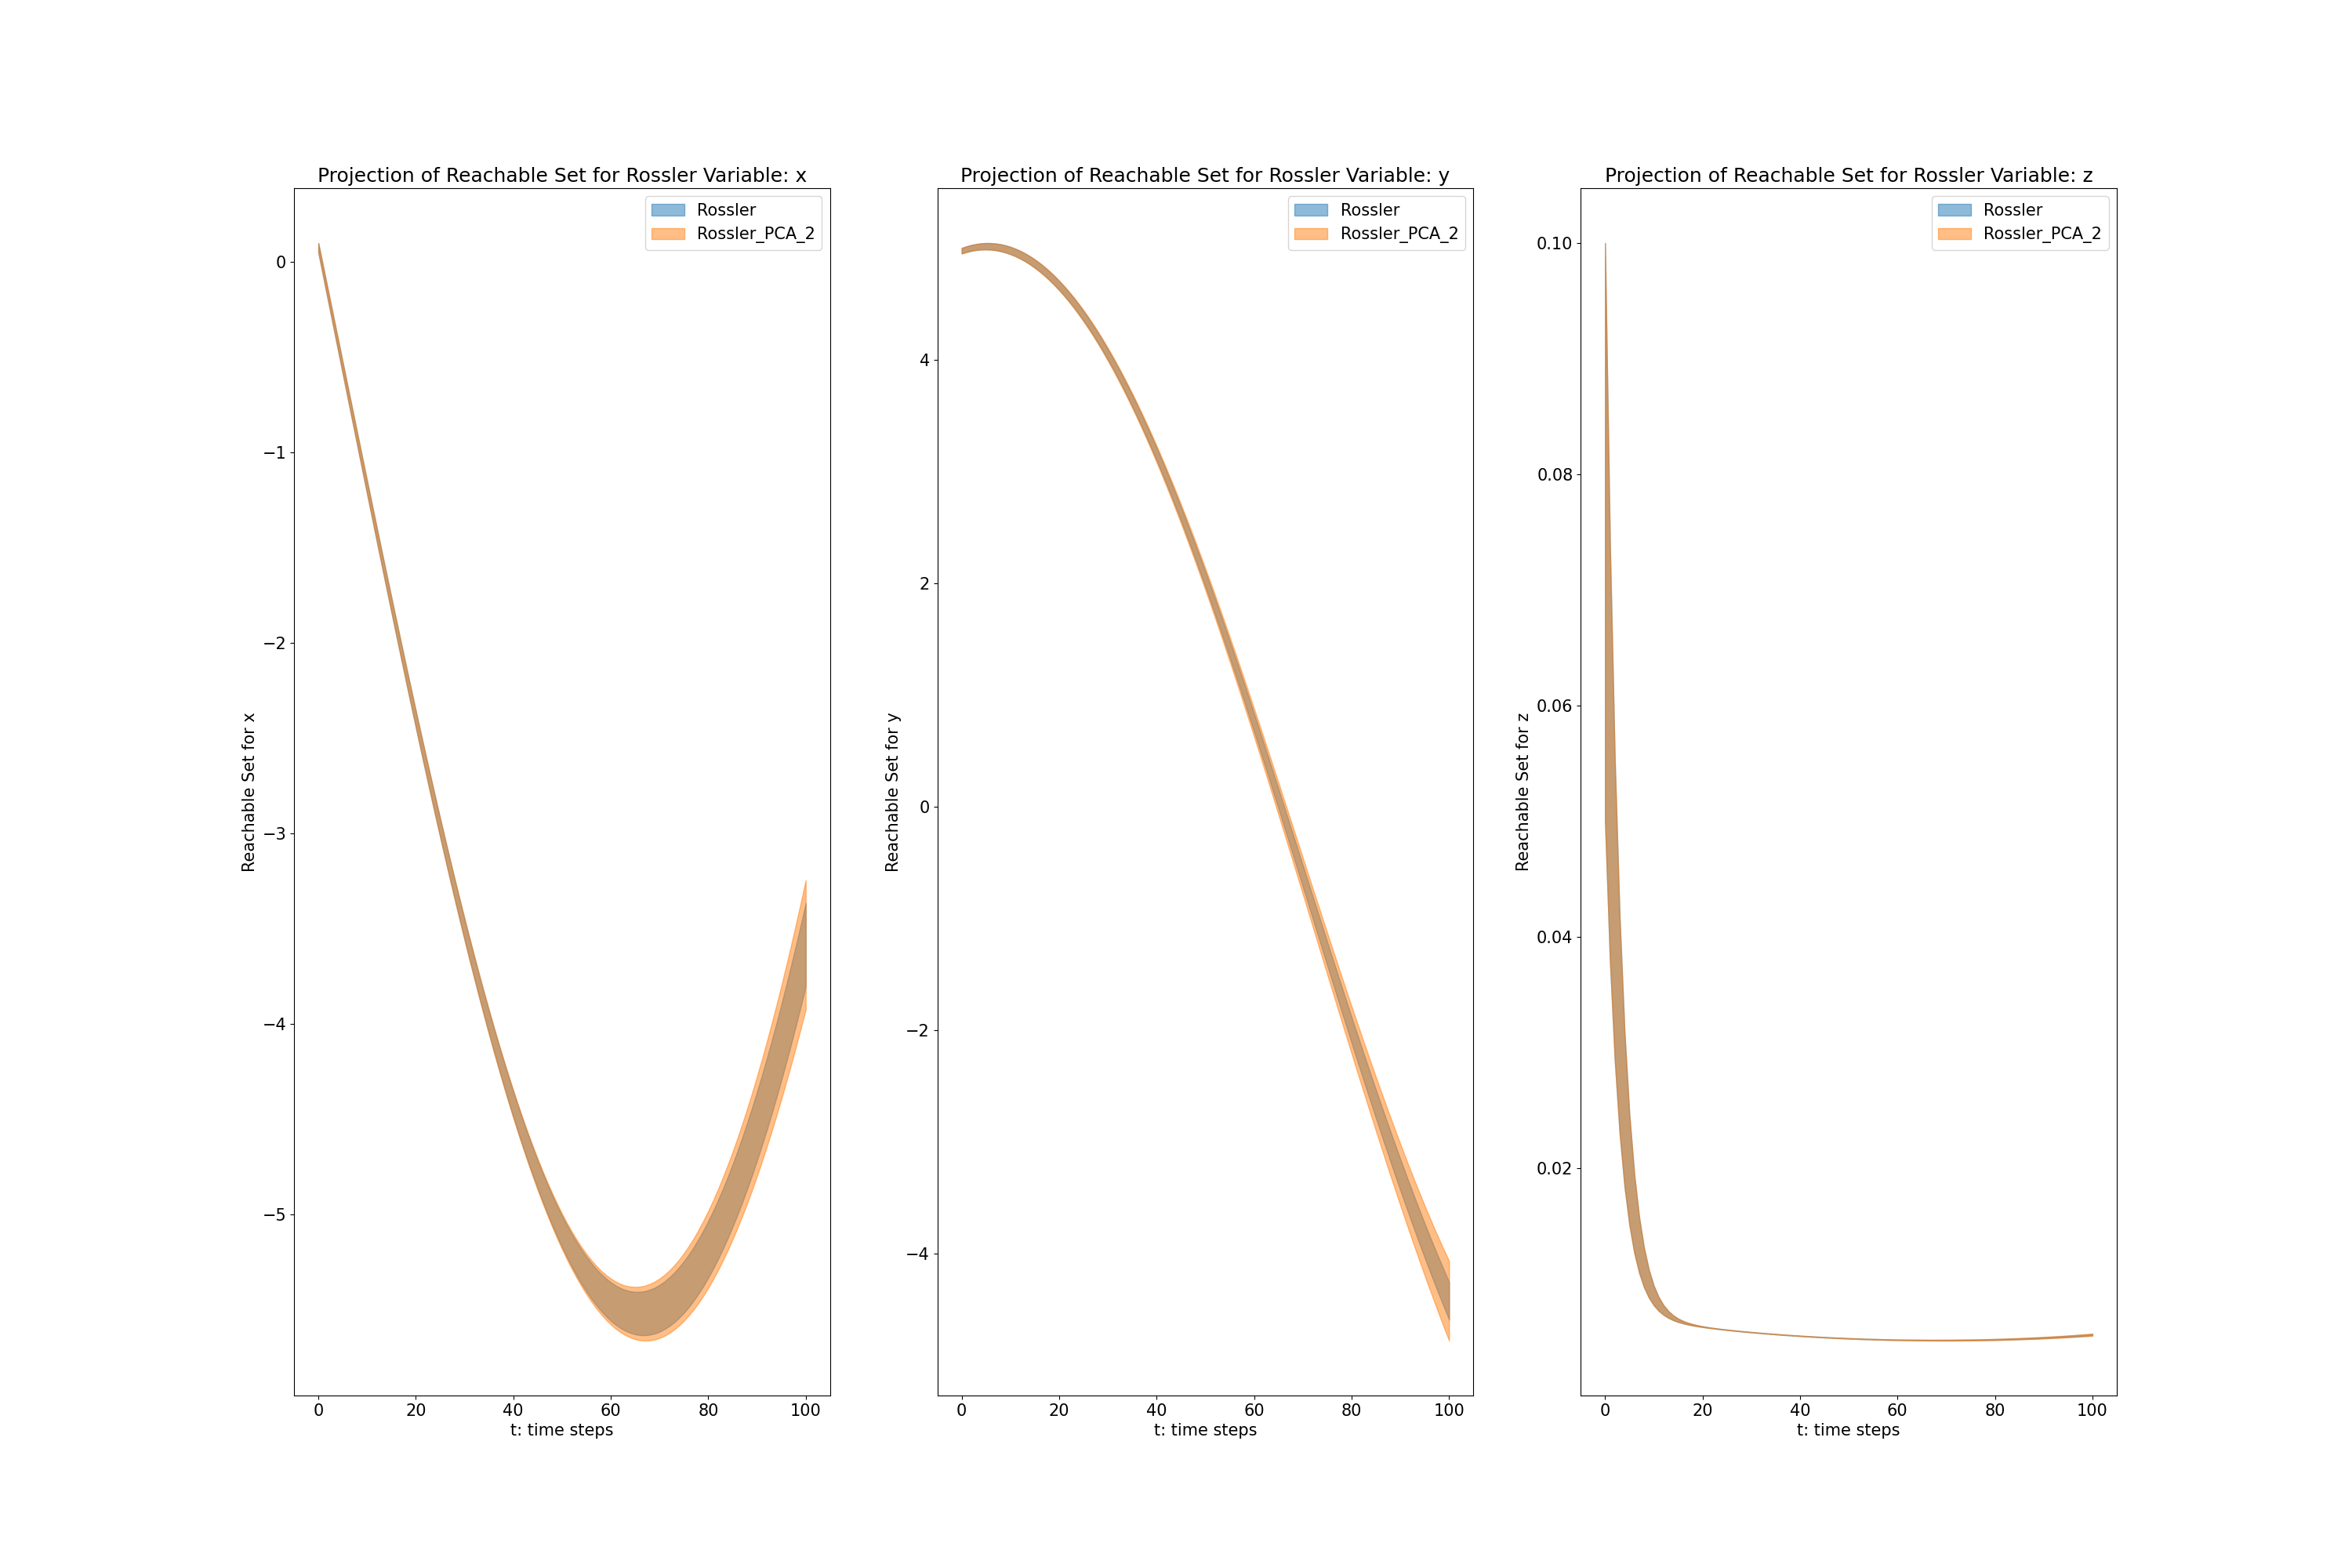 Projection of Reachable Set for Rossler Variable: x
Rossler
Rossler_PCA_2
0
−1
−2
−3
−4
−5
Reachable Set for x
0 20 40 60 80 100
t: time steps
Projection of Reachable Set for Rossler Variable: y
Rossler
Rossler_PCA_2
4
2
0
−2
−4
Reachable Set for y
0 20 40 60 80 100
t: time steps
Projection of Reachable Set for Rossler Variable: z
Rossler
Rossler_PCA_2
0.10
0.08
0.06
0.04
0.02
Reachable Set for z
0 20 40 60 80 100
t: time steps